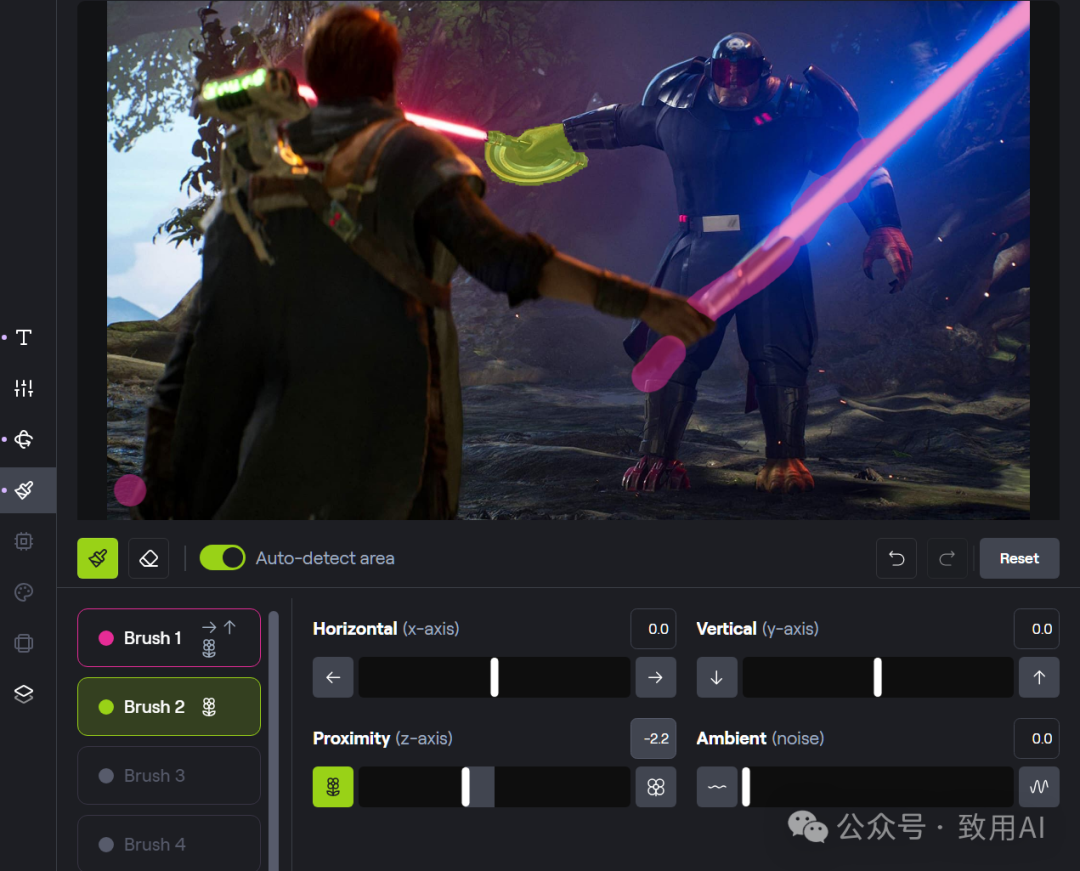 T
Auto-detect area
Reset
Brush 1
Brush 2
Brush 3
Brush 4
Horizontal (x-axis)
0.0
Vertical (y-axis)
0.0
Proximity (z-axis)
-2.2
Ambient (noise)
0.0
公众号 · 致用AI